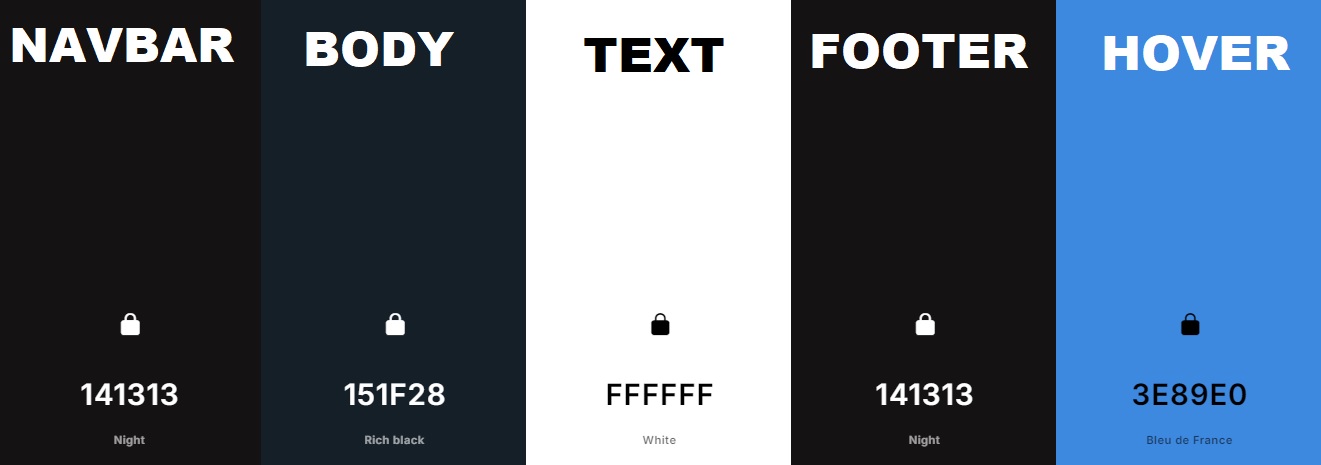 NAVBAR
BODY
TEXT
FOOTER
HOVER
141313
151F28
FFFFFF
141313
3E89E0
Night
Rich black
White
Night
Bleu de France